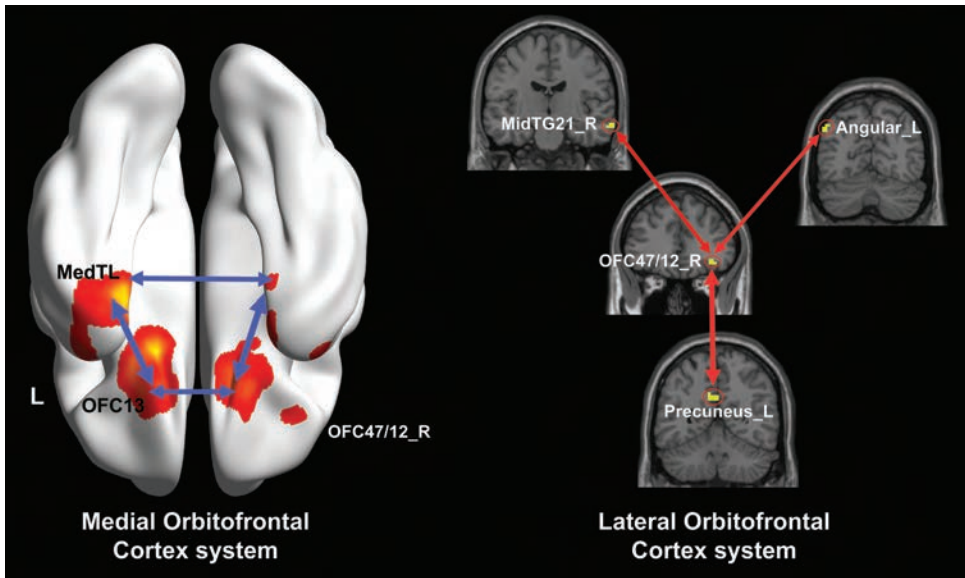 MedTL
L
OFC13
OFC47/12_R
Medial Orbitofrontal
Cortex system
MidTG21_R
Angular_L
OFC47/12_R
Precuneus_L
Lateral Orbitofrontal
Cortex system